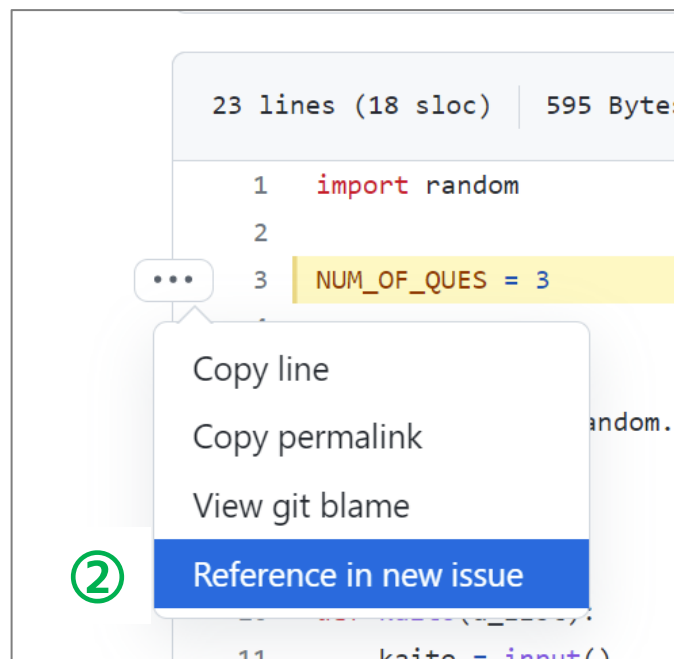 23 lines (18 sloc) 595
1 import random
2
3 NUM_OF_QUES = 3
Copy line
Copy permalink
andom.
View git blame
② Reference in new issue
11 kaito = input()